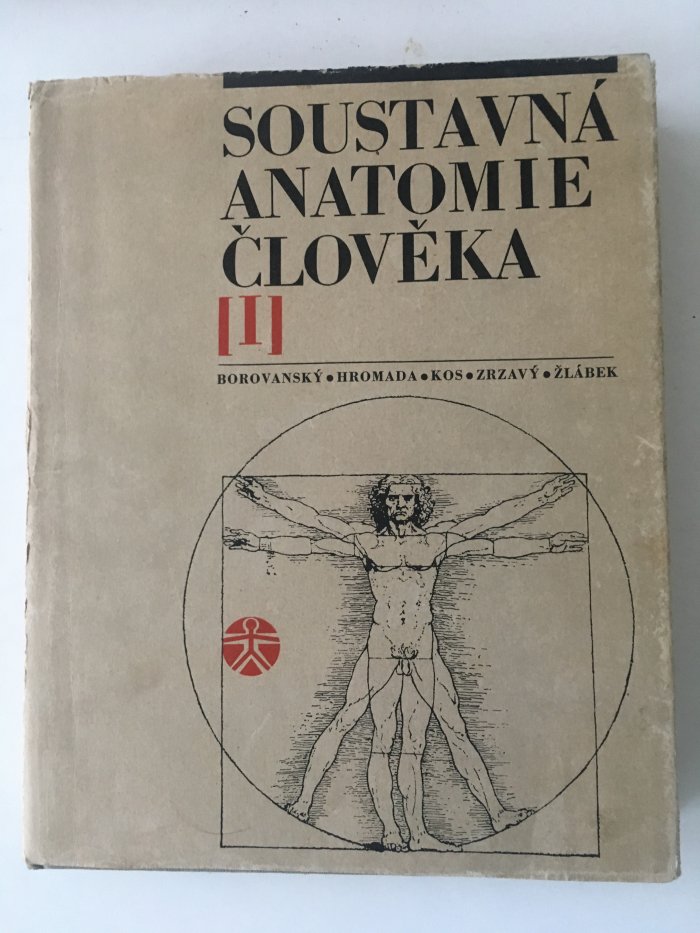 SOUSTAVNÁ
ANATOMIE
ČLOVĚKA
[I]
BOROVANSKÝ • HROMADA • KOS • ZRZAVÝ • ŽLÁBEK